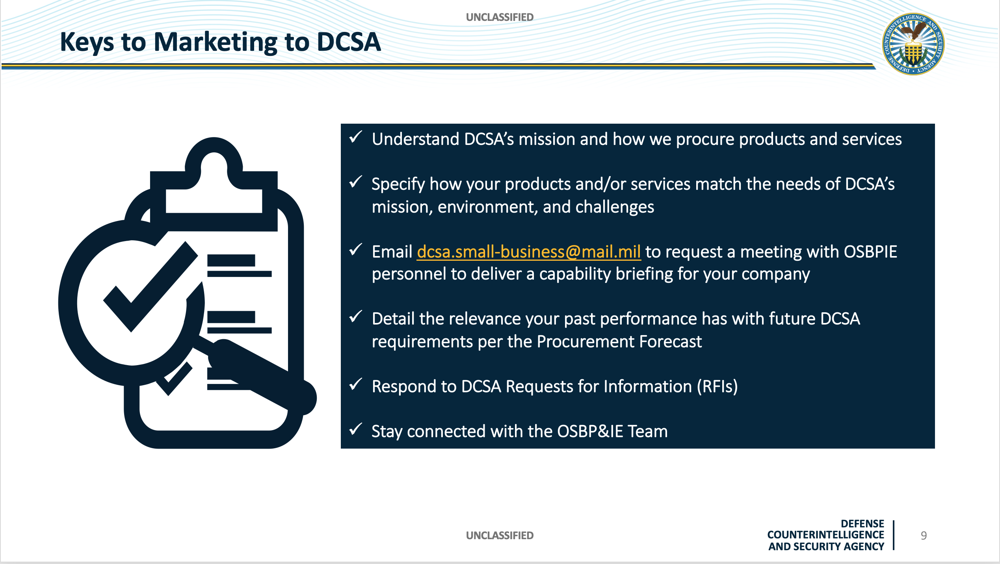 UNCLASSIFIED
Keys to Marketing to DCSA
DEFENSE COUNTERINTELLIGENCE AND SECURITY AGENCY
✓ Understand DCSA’s mission and how we procure products and services
✓ Specify how your products and/or services match the needs of DCSA’s
mission, environment, and challenges
✓ Email dcsa.small-business@mail.mil to request a meeting with OSBPIE
personnel to deliver a capability briefing for your company
✓ Detail the relevance your past performance has with future DCSA
requirements per the Procurement Forecast
✓ Respond to DCSA Requests for Information (RFIs)
✓ Stay connected with the OSBP&IE Team
UNCLASSIFIED
DEFENSE
COUNTERINTELLIGENCE
AND SECURITY AGENCY
9